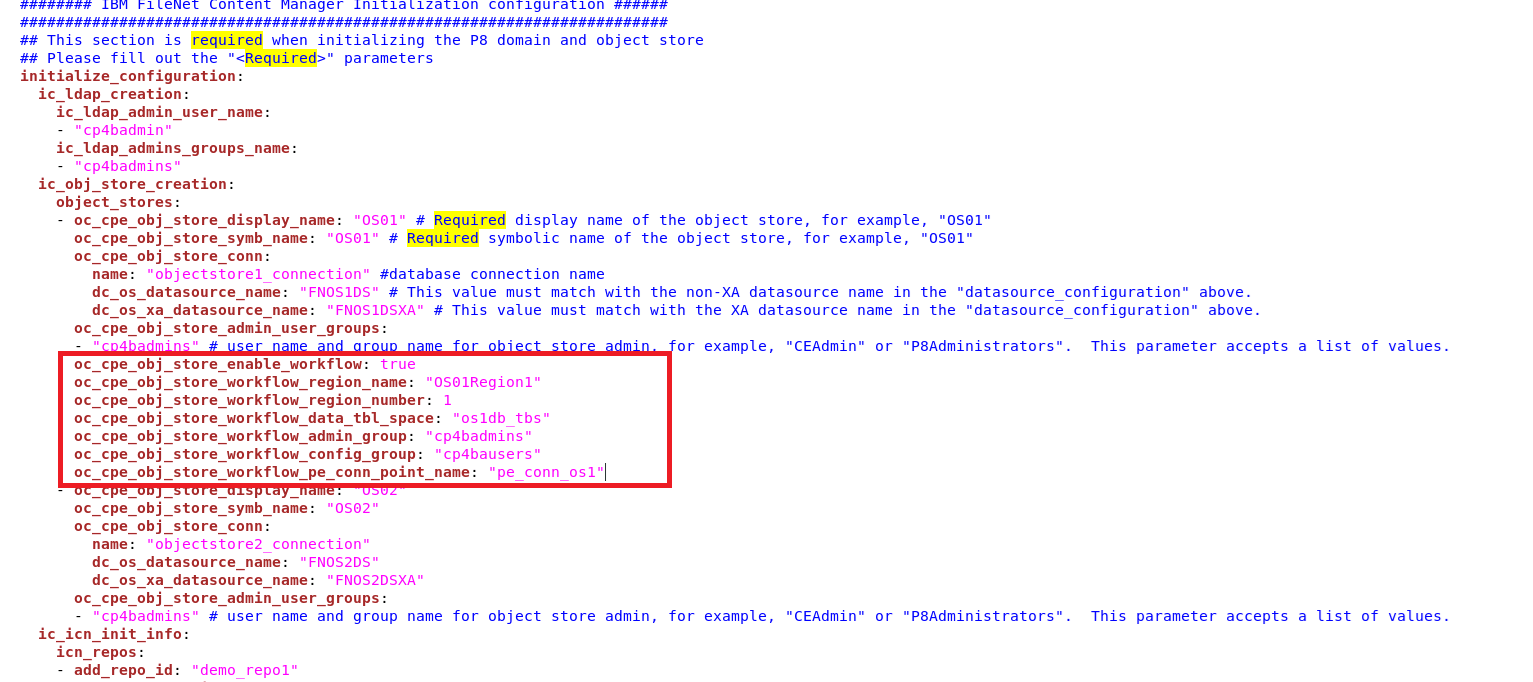 ######## IBM FileNet Content Manager Initialization configuration ######
########################################################################
## This section is required when initializing the P8 domain and object store
## Please fill out the "<Required>" parameters
initialize_configuration:
  ic_ldap_creation:
    ic_ldap_admin_user_name:
    - "cp4badmin"
    ic_ldap_admins_groups_name:
    - "cp4badmins"
  ic_obj_store_creation:
    object_stores:
    - oc_cpe_obj_store_display_name: "OS01" # Required display name of the object store, for example, "OS01"
      oc_cpe_obj_store_symb_name: "OS01" # Required symbolic name of the object store, for example, "OS01"
      oc_cpe_obj_store_conn:
        name: "objectstore1_connection" #database connection name
        dc_os_datasource_name: "FNOS1DS" # This value must match with the non-XA datasource name in the "datasource_configuration" above.
        dc_os_xa_datasource_name: "FNOS1DSXA" # This value must match with the XA datasource name in the "datasource_configuration" above.
      oc_cpe_obj_store_admin_user_groups:
      - "cp4badmins" # user name and group name for object store admin, for example, "CEAdmin" or "P8Administrators".  This parameter accepts a list of values.
      oc_cpe_obj_store_enable_workflow: true
      oc_cpe_obj_store_workflow_region_name: "OS01Region1"
      oc_cpe_obj_store_workflow_region_number: 1
      oc_cpe_obj_store_workflow_data_tbl_space: "os1db_tbs"
      oc_cpe_obj_store_workflow_admin_group: "cp4badmins"
      oc_cpe_obj_store_workflow_config_group: "cp4bausers"
      oc_cpe_obj_store_workflow_pe_conn_point_name: "pe_conn_os1"
    - oc_cpe_obj_store_display_name: "OS02"
      oc_cpe_obj_store_symb_name: "OS02"
      oc_cpe_obj_store_conn:
        name: "objectstore2_connection"
        dc_os_datasource_name: "FNOS2DS"
        dc_os_xa_datasource_name: "FNOS2DSXA"
      oc_cpe_obj_store_admin_user_groups:
      - "cp4badmins" # user name and group name for object store admin, for example, "CEAdmin" or "P8Administrators".  This parameter accepts a list of values.
  ic_icn_init_info:
    icn_repos:
    - add_repo_id: "demo_repo1"